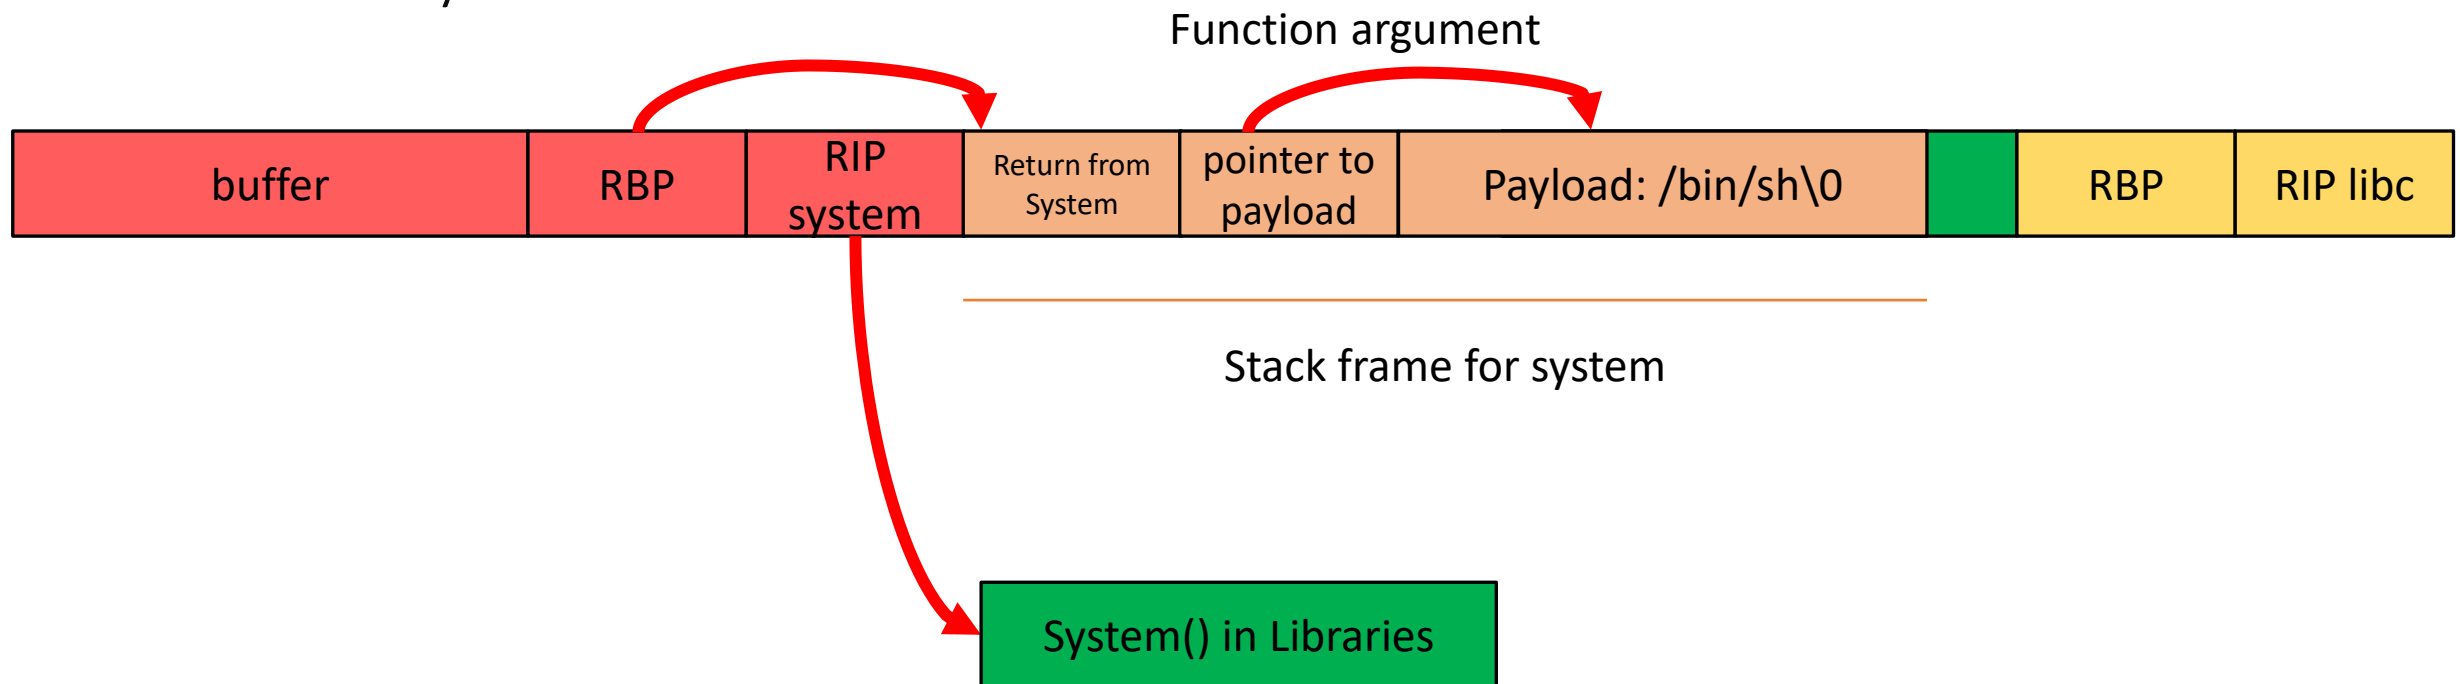 Function argument
buffer
RBP
RIP
system
Return from
System
pointer to
payload
Payload: /bin/sh\0
RBP
RIP libc
Stack frame for system
System() in Libraries